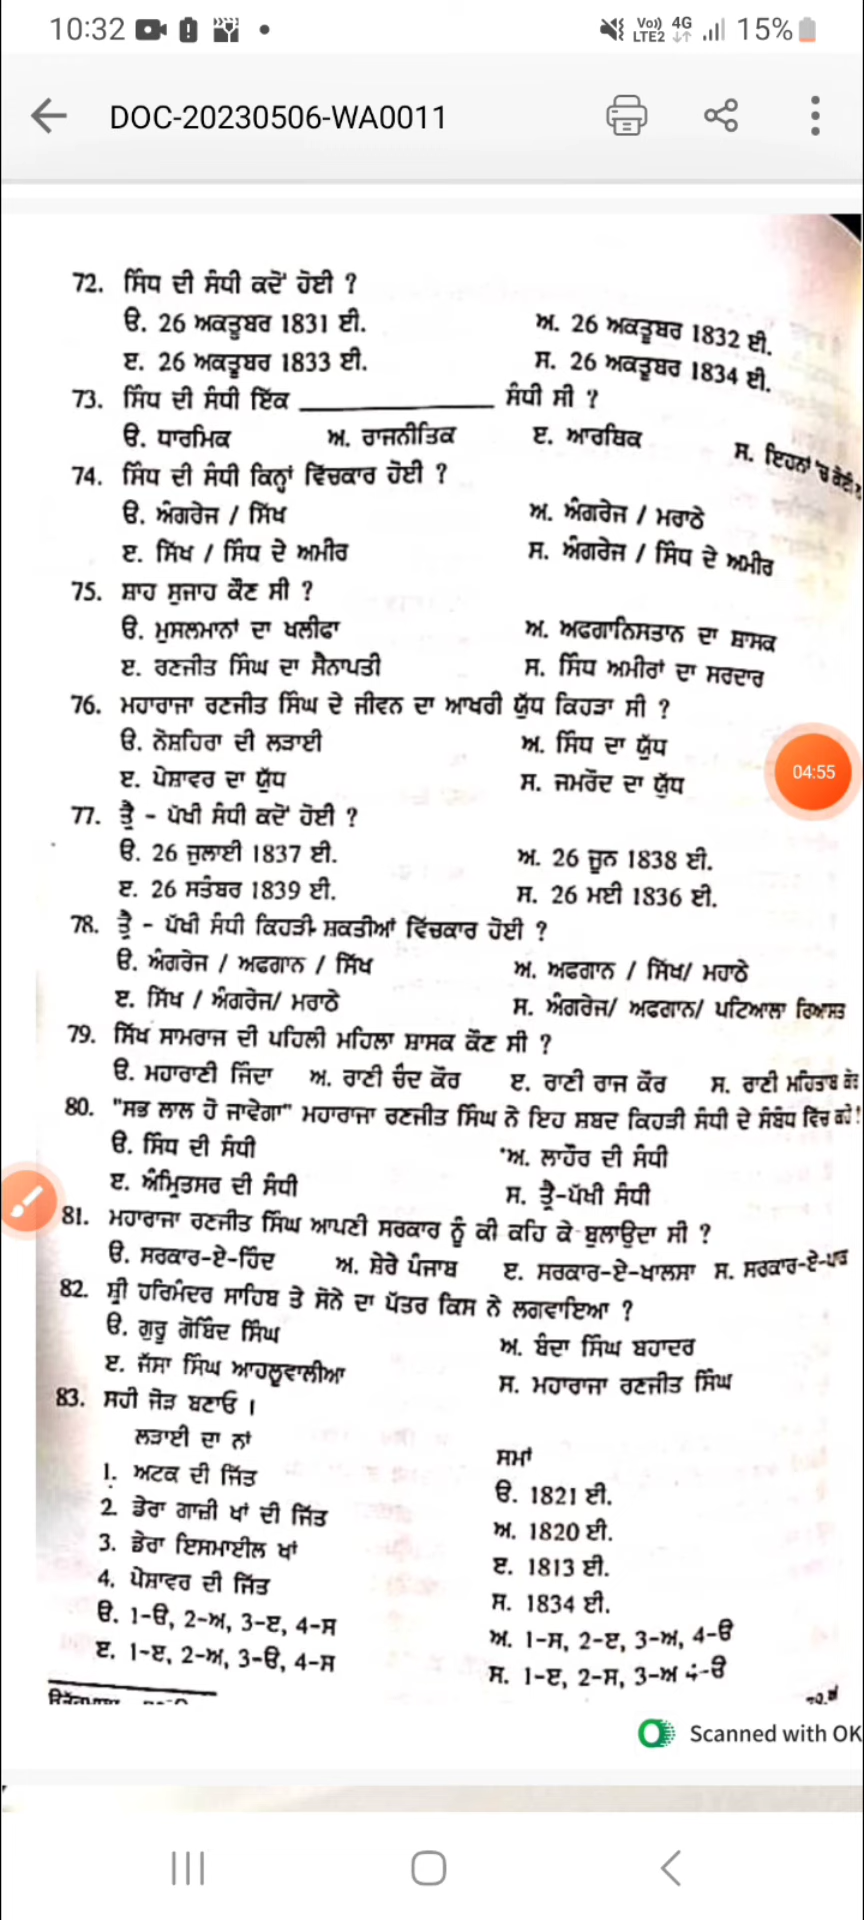 10:32
Vo)) LTE2 4G 15%
DOC-20230506-WA0011
72. ਸਿੰਧ ਦੀ ਸੰਧੀ ਕਦੋਂ ਹੋਈ ?
ੳ. 26 ਅਕਤੂਬਰ 1831 ਈ. ਅ. 26 ਅਕਤੂਬਰ 1832 ਈ.
ੲ. 26 ਅਕਤੂਬਰ 1833 ਈ. ਸ. 26 ਅਕਤੂਬਰ 1834 ਈ.
73. ਸਿੰਧ ਦੀ ਸੰਧੀ ਇੱਕ ____________ ਸੰਧੀ ਸੀ ?
ੳ. ਧਾਰਮਿਕ ਅ. ਰਾਜਨੀਤਿਕ ੲ. ਆਰਥਿਕ ਸ. ਇਹਨਾਂ 'ਚ ਕੋਈ
74. ਸਿੰਧ ਦੀ ਸੰਧੀ ਕਿਨ੍ਹਾਂ ਵਿੱਚਕਾਰ ਹੋਈ ?
ੳ. ਅੰਗਰੇਜ / ਸਿੱਖ ਅ. ਅੰਗਰੇਜ / ਮਰਾਠੇ
ੲ. ਸਿੱਖ / ਸਿੰਧ ਦੇ ਅਮੀਰ ਸ. ਅੰਗਰੇਜ / ਸਿੰਧ ਦੇ ਅਮੀਰ
75. ਸ਼ਾਹ ਸੁਜਾਹ ਕੌਣ ਸੀ ?
ੳ. ਮੁਸਲਮਾਨਾਂ ਦਾ ਖਲੀਫਾ ਅ. ਅਫਗਾਨਿਸਤਾਨ ਦਾ ਸ਼ਾਸਕ
ੲ. ਰਣਜੀਤ ਸਿੰਘ ਦਾ ਸੈਨਾਪਤੀ ਸ. ਸਿੰਧ ਅਮੀਰਾਂ ਦਾ ਸਰਦਾਰ
76. ਮਹਾਰਾਜਾ ਰਣਜੀਤ ਸਿੰਘ ਦੇ ਜੀਵਨ ਦਾ ਆਖਰੀ ਯੁੱਧ ਕਿਹੜਾ ਸੀ ?
ੳ. ਨੋਸ਼ਹਿਰਾ ਦੀ ਲੜਾਈ ਅ. ਸਿੰਧ ਦਾ ਯੁੱਧ
ੲ. ਪੇਸ਼ਾਵਰ ਦਾ ਯੁੱਧ ਸ. ਜਮਰੌਦ ਦਾ ਯੁੱਧ
04:55
77. ਤ੍ਰੈ - ਪੱਖੀ ਸੰਧੀ ਕਦੋਂ ਹੋਈ ?
ੳ. 26 ਜੁਲਾਈ 1837 ਈ. ਅ. 26 ਜੂਨ 1838 ਈ.
ੲ. 26 ਸਤੰਬਰ 1839 ਈ. ਸ. 26 ਮਈ 1836 ਈ.
78. ਤ੍ਰੈ - ਪੱਖੀ ਸੰਧੀ ਕਿਹੜੀ ਸ਼ਕਤੀਆਂ ਵਿੱਚਕਾਰ ਹੋਈ ?
ੳ. ਅੰਗਰੇਜ / ਅਫਗਾਨ / ਸਿੱਖ ਅ. ਅਫਗਾਨ / ਸਿੱਖ/ ਮਹਾਠੇ
ੲ. ਸਿੱਖ / ਅੰਗਰੇਜ/ ਮਰਾਠੇ ਸ. ਅੰਗਰੇਜ/ ਅਫਗਾਨ/ ਪਟਿਆਲਾ ਰਿਆਸਤ
79. ਸਿੱਖ ਸਾਮਰਾਜ ਦੀ ਪਹਿਲੀ ਮਹਿਲਾ ਸ਼ਾਸਕ ਕੌਣ ਸੀ ?
ੳ. ਮਹਾਰਾਣੀ ਜਿੰਦਾ ਅ. ਰਾਣੀ ਚੰਦ ਕੌਰ ੲ. ਰਾਣੀ ਰਾਜ ਕੌਰ ਸ. ਰਾਣੀ ਮਹਿਤਾਬ ਕੌਰ
80. "ਸਭ ਲਾਲ ਹੋ ਜਾਵੇਗਾ" ਮਹਾਰਾਜਾ ਰਣਜੀਤ ਸਿੰਘ ਨੇ ਇਹ ਸ਼ਬਦ ਕਿਹੜੀ ਸੰਧੀ ਦੇ ਸੰਬੰਧ ਵਿੱਚ ਕਹੇ!
ੳ. ਸਿੰਧ ਦੀ ਸੰਧੀ ਅ. ਲਾਹੌਰ ਦੀ ਸੰਧੀ
ੲ. ਅੰਮ੍ਰਿਤਸਰ ਦੀ ਸੰਧੀ ਸ. ਤ੍ਰੈ-ਪੱਖੀ ਸੰਧੀ
81. ਮਹਾਰਾਜਾ ਰਣਜੀਤ ਸਿੰਘ ਆਪਣੀ ਸਰਕਾਰ ਨੂੰ ਕੀ ਕਹਿ ਕੇ ਬੁਲਾਉਂਦਾ ਸੀ ?
ੳ. ਸਰਕਾਰ-ਏ-ਹਿੰਦ ਅ. ਸ਼ੇਰੇ ਪੰਜਾਬ ੲ. ਸਰਕਾਰ-ਏ-ਖਾਲਸਾ ਸ. ਸਰਕਾਰ-ਏ-ਪਾਰ
82. ਸ਼੍ਰੀ ਹਰਿਮੰਦਰ ਸਾਹਿਬ ਤੇ ਸੋਨੇ ਦਾ ਪੱਤਰ ਕਿਸ ਨੇ ਲਗਵਾਇਆ ?
ੳ. ਗੁਰੂ ਗੋਬਿੰਦ ਸਿੰਘ ਅ. ਬੰਦਾ ਸਿੰਘ ਬਹਾਦਰ
ੲ. ਜੱਸਾ ਸਿੰਘ ਆਹਲੂਵਾਲੀਆ ਸ. ਮਹਾਰਾਜਾ ਰਣਜੀਤ ਸਿੰਘ
83. ਸਹੀ ਜੋੜ ਬਣਾਓ ।
ਲੜਾਈ ਦਾ ਨਾਂ ਸਮਾਂ
1. ਅਟਕ ਦੀ ਜਿੱਤ ੳ. 1821 ਈ.
2. ਡੇਰਾ ਗਾਜ਼ੀ ਖਾਂ ਦੀ ਜਿੱਤ ਅ. 1820 ਈ.
3. ਡੇਰਾ ਇਸਮਾਈਲ ਖਾਂ ੲ. 1813 ਈ.
4. ਪੇਸ਼ਾਵਰ ਦੀ ਜਿੱਤ ਸ. 1834 ਈ.
ੳ. 1-ੳ, 2-ਅ, 3-ੲ, 4-ਸ ਅ. 1-ਸ, 2-ੲ, 3-ਅ, 4-ੳ
ੲ. 1-ੲ, 2-ਅ, 3-ੳ, 4-ਸ ਸ. 1-ੲ, 2-ਸ, 3-ਅ 4-ੳ
Scanned with OK